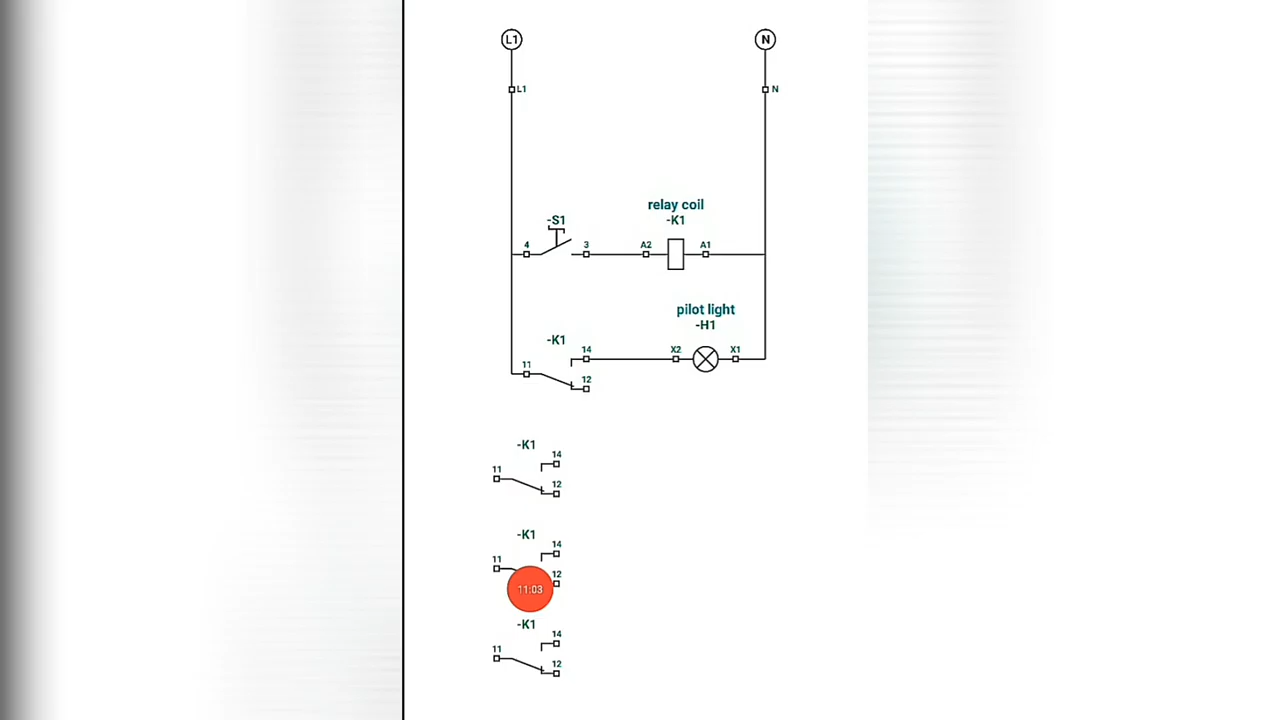 L1 N
L1 N
relay coil
-S1 -K1
4 3 A2 A1
pilot light
-H1
-K1
14 X2 X1
11
12
-K1
14
11
12
-K1
14
11
12
11:03
-K1
14
11
12